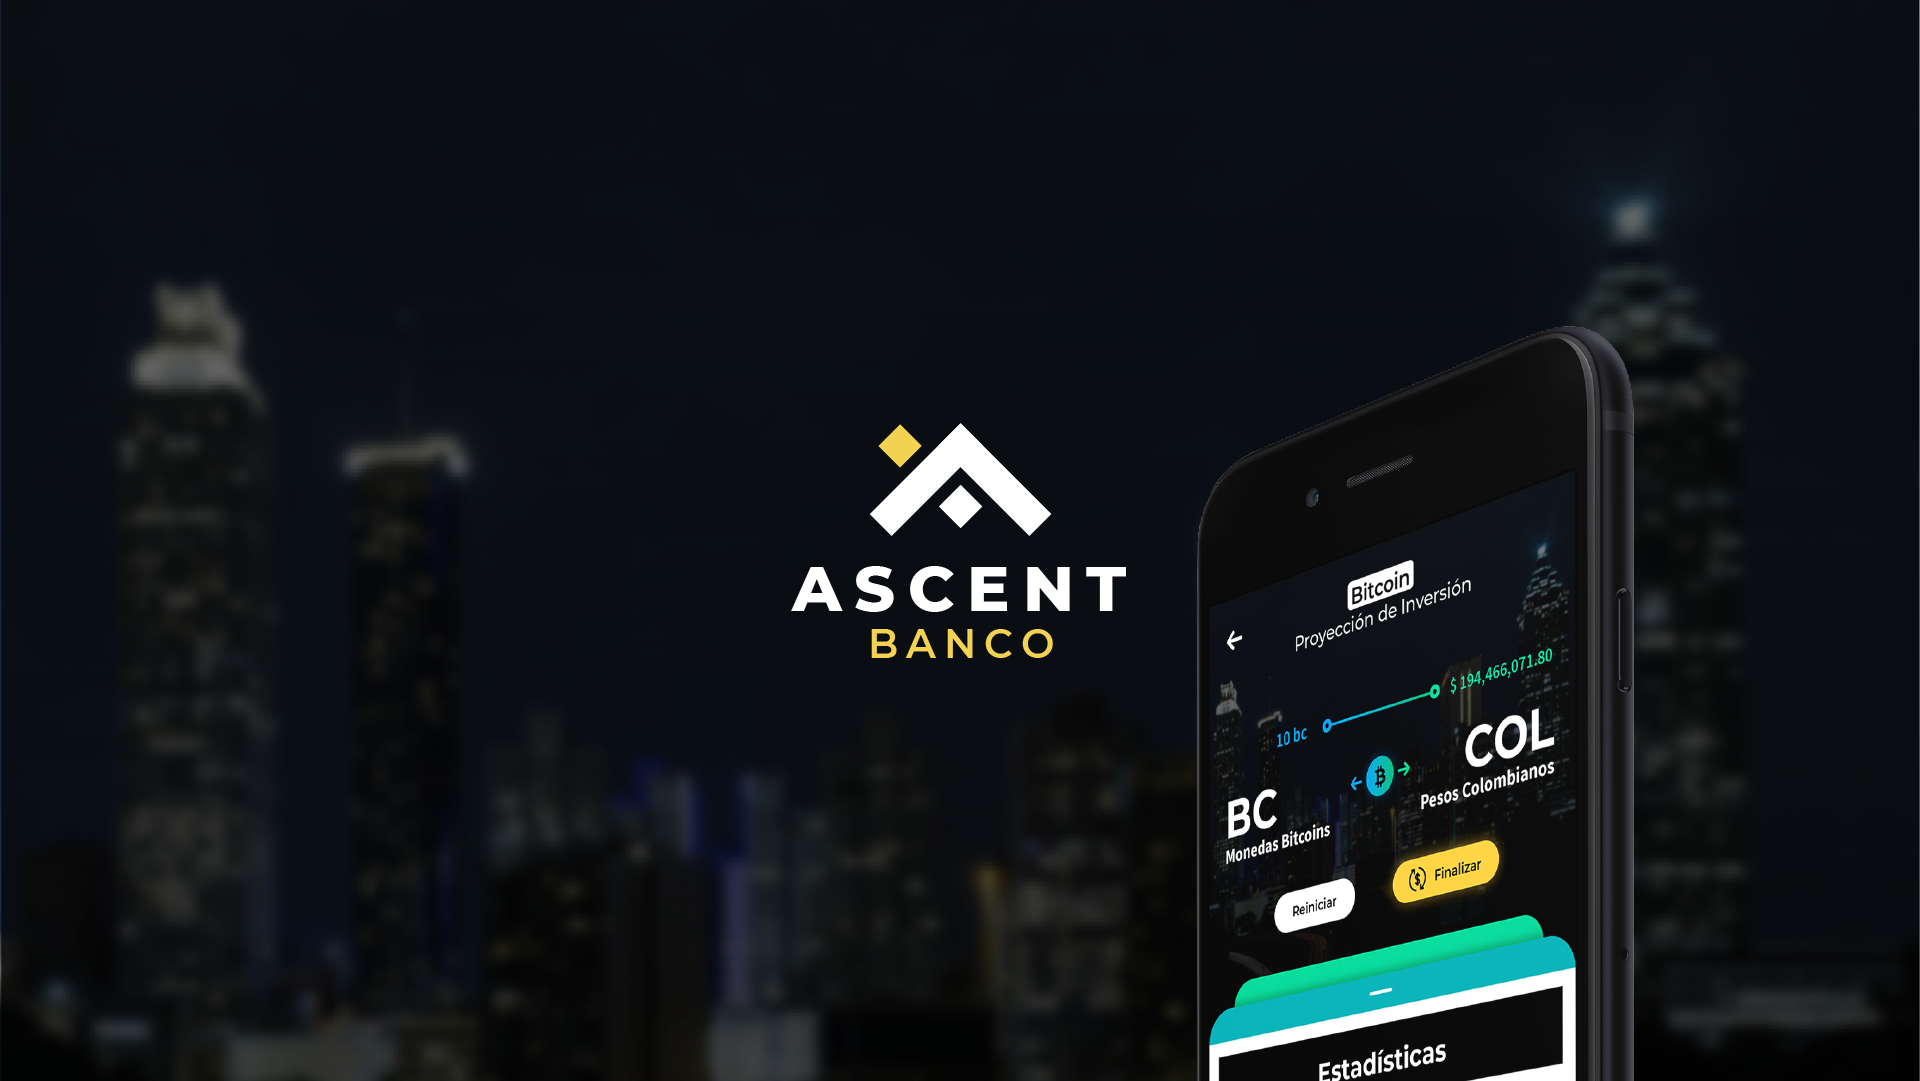 ASCENT
BANCO
Bitcoin
Proyección de Inversión
$ 194,466,071.80
10 bc
COL
Pesos Colombianos
BC
Monedas Bitcoins
Finalizar
Reiniciar
Estadísticas